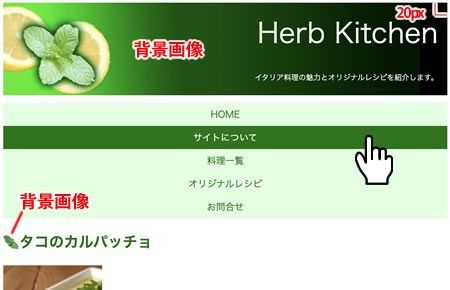 20px
Herb Kitchen
背景画像
イタリア料理の魅力とオリジナルレシピを紹介します。
HOME
サイトについて
料理一覧
オリジナルレシピ
お問合せ
背景画像
タコのカルパッチョ